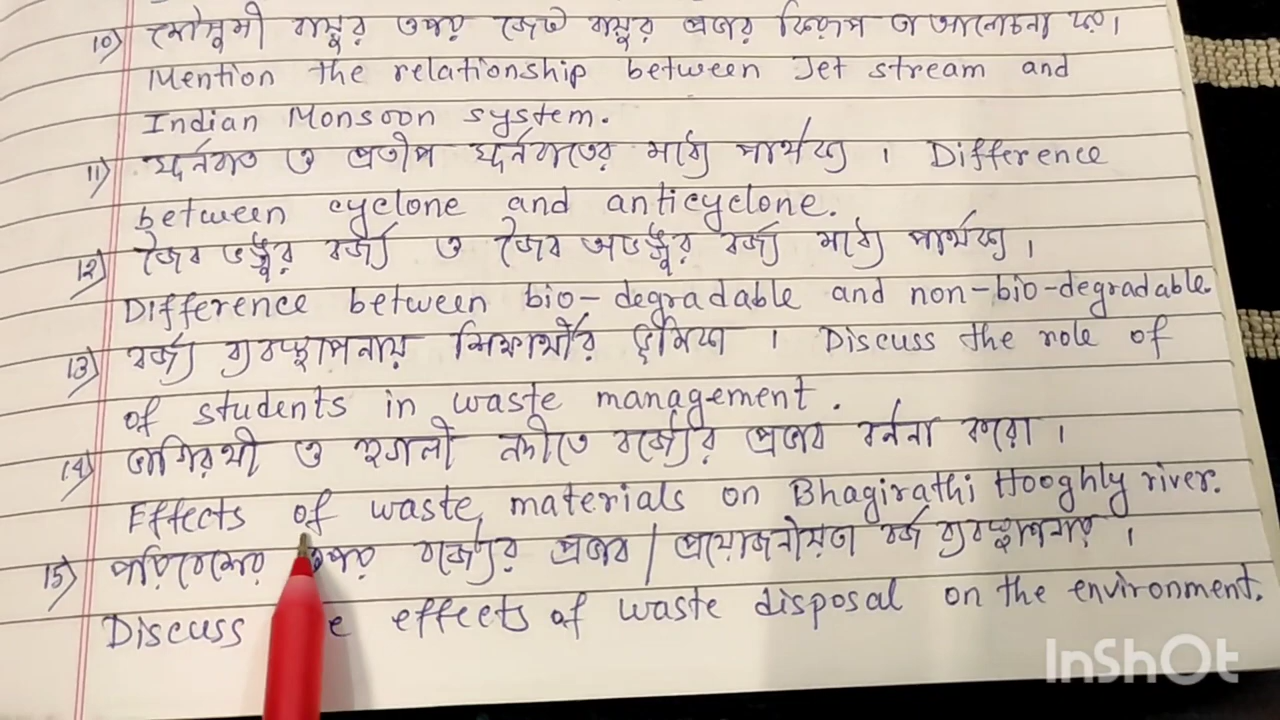 10) মৌসুমী বায়ুর ওপর জেট বায়ুর প্রভাব কিরূপ তা আলোচনা কর।
Mention the relationship between Jet stream and
Indian Monsoon system.
11) ঘূর্নবাত ও প্রতীপ ঘূর্নবাতের মধ্যে পার্থক্য। Difference
between cyclone and anticyclone.
12) জৈব ভঙ্গুর বর্জ্য ও জৈব অভঙ্গুর বর্জ্য মধ্যে পার্থক্য।
Difference between bio-degradable and non-bio-degradable.
13) বর্জ্য ব্যবস্থাপনায় শিক্ষার্থীর ভূমিকা। Discuss the role of
of students in waste management.
14) ভাগিরথী ও হুগলী নদীতে বর্জ্যের প্রভাব বর্ননা করো।
Effects of waste materials on Bhagirathi Hooghly river.
15) পরিবেশের ওপর বর্জ্যের প্রভাব / প্রয়োজনীয়তা বর্জ ব্যবস্থাপনার।
Discuss effects of waste disposal on the environment.
InShOt